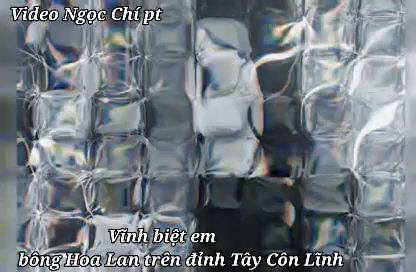 Video Ngọc Chí pt
Vĩnh biệt em
bông Hoa Lan trên đỉnh Tây Côn Lĩnh